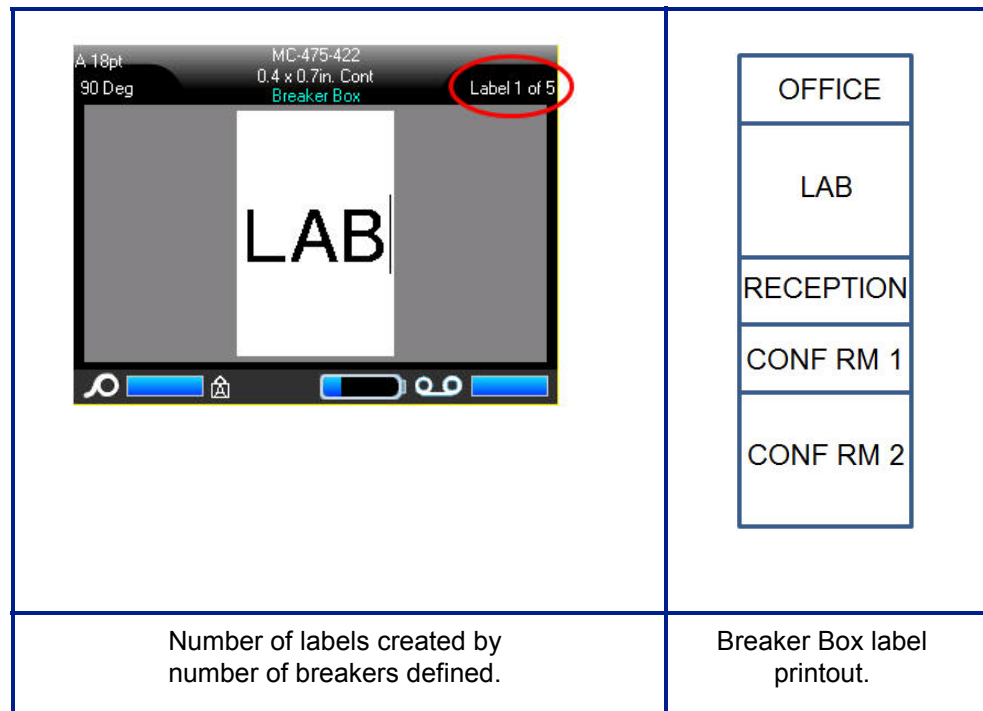 A 18pt
MC-475-422
90 Deg
0.4 x 0.7in. Cont
Breaker Box
Label 1 of 5
LAB
A
OFFICE
LAB
RECEPTION
CONF RM 1
CONF RM 2
Number of labels created by
number of breakers defined.
Breaker Box label
printout.